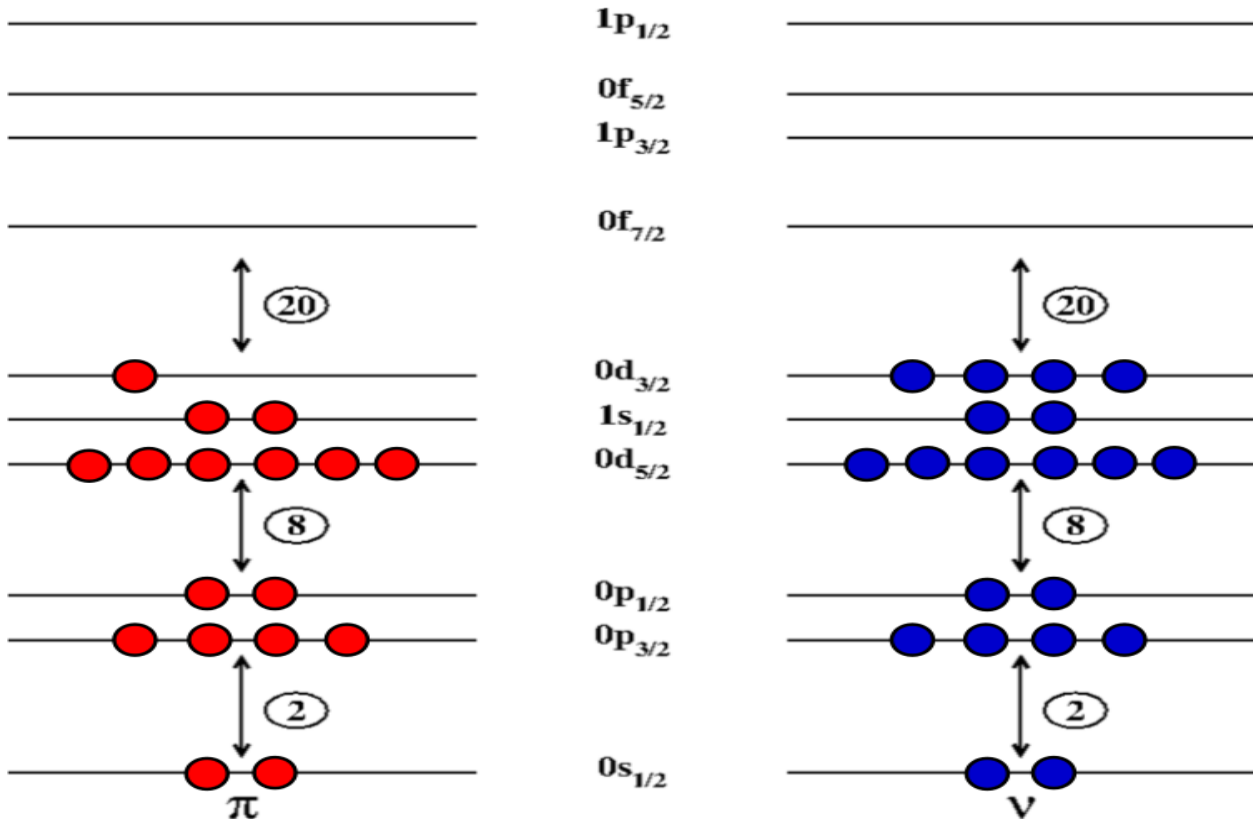 1p₁/₂
0f₅/₂
1p₃/₂
0f₇/₂
20 20
0d₃/₂
1s₁/₂
0d₅/₂
8 8
0p₁/₂
0p₃/₂
2 2
0s₁/₂
π ν